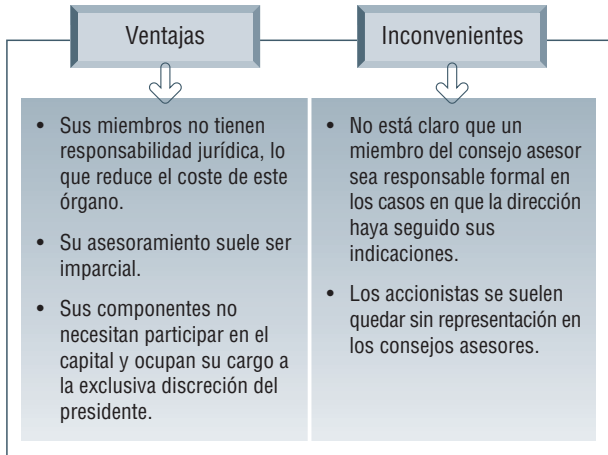 Ventajas
Inconvenientes
• Sus miembros no tienen
responsabilidad jurídica, lo
que reduce el coste de este
órgano.
• Su asesoramiento suele ser
imparcial.
• Sus componentes no
necesitan participar en el
capital y ocupan su cargo a
la exclusiva discreción del
presidente.
• No está claro que un
miembro del consejo asesor
sea responsable formal en
los casos en que la dirección
haya seguido sus
indicaciones.
• Los accionistas se suelen
quedar sin representación en
los consejos asesores.